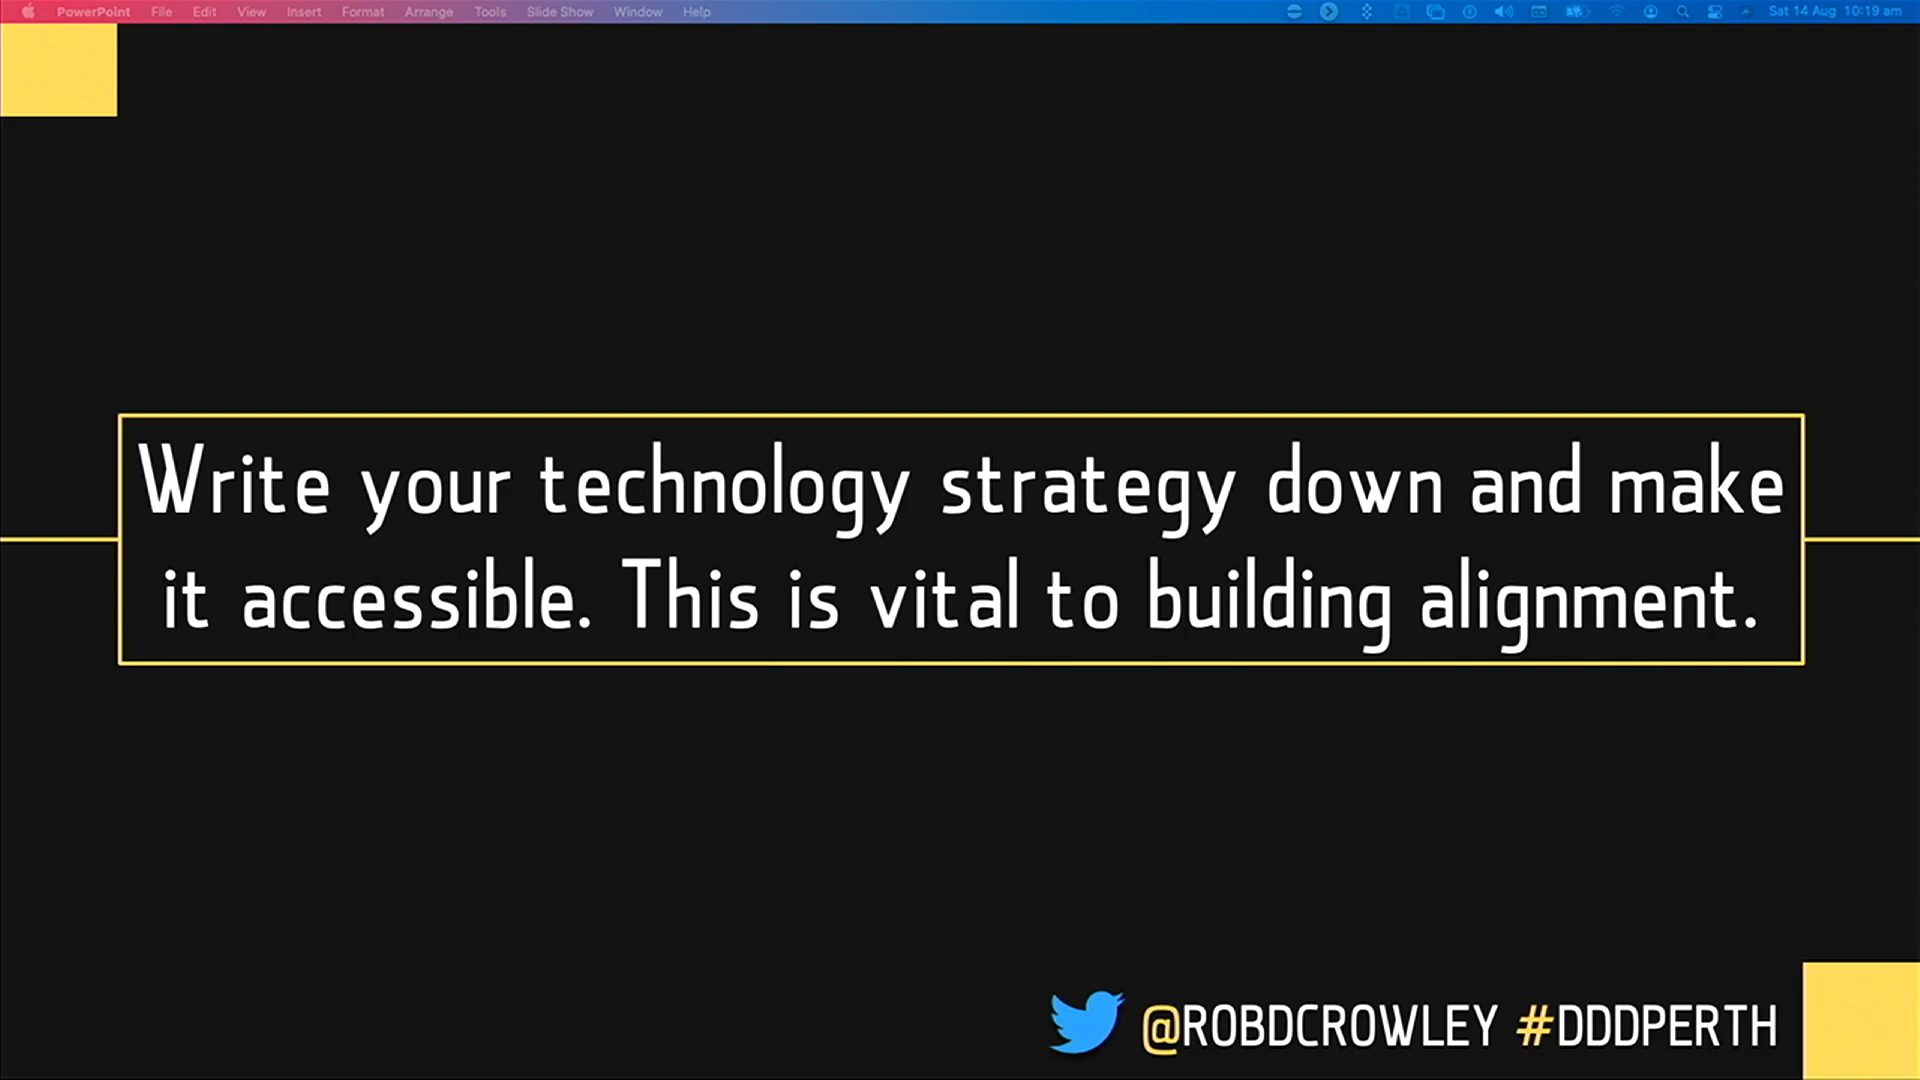 PowerPoint File Edit View Insert Format Arrange Tools Slide Show Window Help Sat 14 Aug 10:19 am
Write your technology strategy down and make
it accessible. This is vital to building alignment.
@ROBDCROWLEY #DDDPERTH